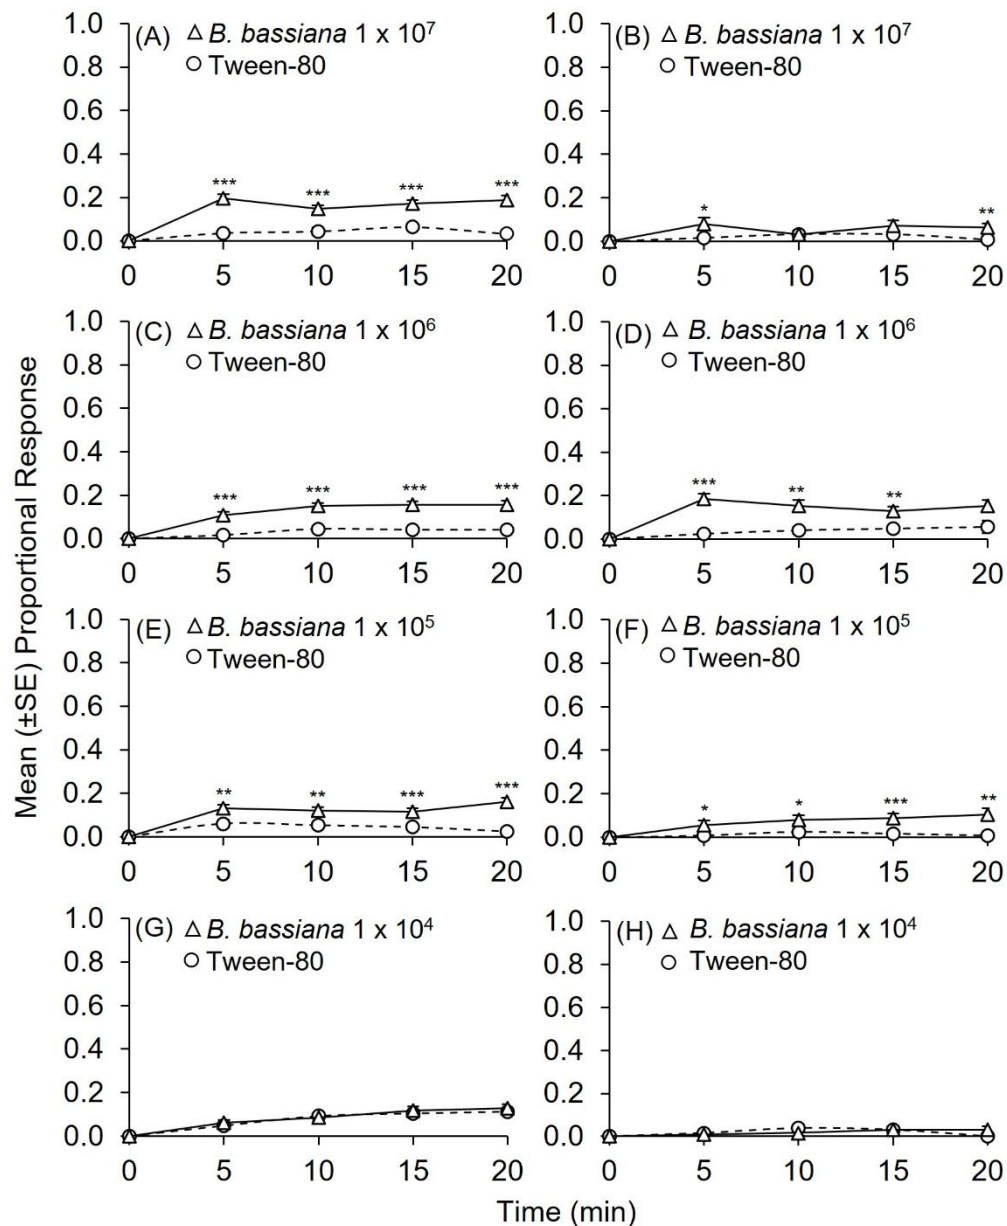 Mean (±SE) Proportional Response
(A) △ B. bassiana 1 x 10⁷
○ Tween-80
1.0
0.8
0.6
0.4
0.2
0.0
*** *** *** ***
0 5 10 15 20
(B) △ B. bassiana 1 x 10⁷
○ Tween-80
1.0
0.8
0.6
0.4
0.2
0.0
* **
0 5 10 15 20
(C) △ B. bassiana 1 x 10⁶
○ Tween-80
1.0
0.8
0.6
0.4
0.2
0.0
*** *** *** ***
0 5 10 15 20
(D) △ B. bassiana 1 x 10⁶
○ Tween-80
1.0
0.8
0.6
0.4
0.2
0.0
*** ** **
0 5 10 15 20
(E) △ B. bassiana 1 x 10⁵
○ Tween-80
1.0
0.8
0.6
0.4
0.2
0.0
** ** *** ***
0 5 10 15 20
(F) △ B. bassiana 1 x 10⁵
○ Tween-80
1.0
0.8
0.6
0.4
0.2
0.0
* * *** **
0 5 10 15 20
(G) △ B. bassiana 1 x 10⁴
○ Tween-80
1.0
0.8
0.6
0.4
0.2
0.0
0 5 10 15 20
(H) △ B. bassiana 1 x 10⁴
○ Tween-80
1.0
0.8
0.6
0.4
0.2
0.0
0 5 10 15 20
Time (min)